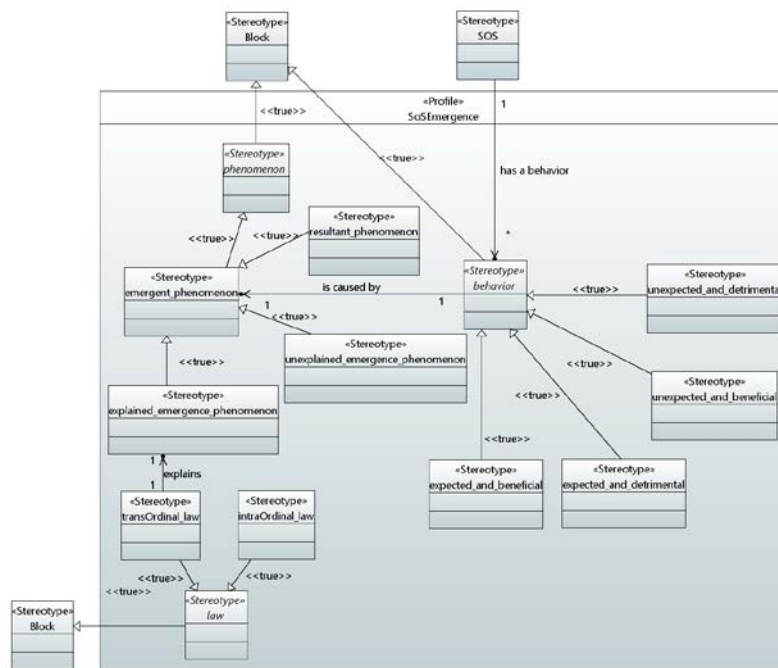 «Stereotype»
Block
«Stereotype»
SOS
«Profile»
SoSEmergence
<<true>>
1
<<true>>
«Stereotype»
phenomenon
has a behavior
<<true>>
<<true>>
«Stereotype»
resultant_phenomenon
*
«Stereotype»
emergent_phenomenon
is caused by
1
1
«Stereotype»
behavior
<<true>>
«Stereotype»
unexpected_and_detrimental
<<true>>
«Stereotype»
unexplained_emergence_phenomenon
<<true>>
<<true>>
«Stereotype»
unexpected_and_beneficial
«Stereotype»
explained_emergence_phenomenon
<<true>>
<<true>>
1
explains
1
«Stereotype»
expected_and_beneficial
«Stereotype»
expected_and_detrimental
«Stereotype»
transOrdinal_law
«Stereotype»
intraOrdinal_law
<<true>>
<<true>>
<<true>>
«Stereotype»
Block
«Stereotype»
law